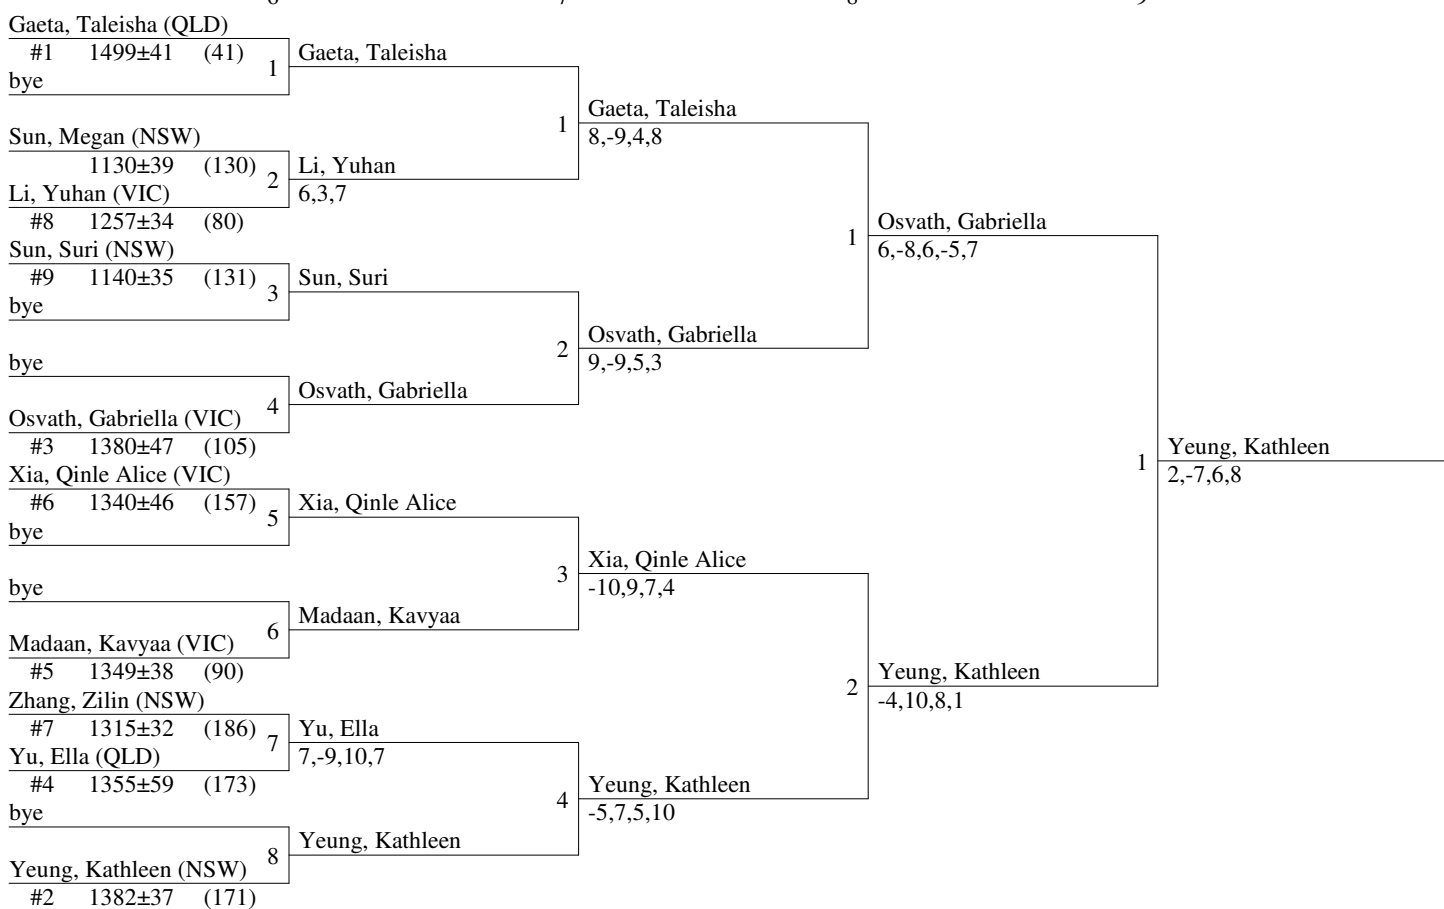 Gaeta, Taleisha (QLD)
#1 1499±41 (41)
bye
1
Sun, Megan (NSW)
1130±39 (130)
Li, Yuhan (VIC)
#8 1257±34 (80)
2
Sun, Suri (NSW)
#9 1140±35 (131)
bye
3
bye
Osvath, Gabriella (VIC)
#3 1380±47 (105)
4
Xia, Qinle Alice (VIC)
#6 1340±46 (157)
bye
5
bye
Madaan, Kavyaa (VIC)
#5 1349±38 (90)
6
Zhang, Zilin (NSW)
#7 1315±32 (186)
Yu, Ella (QLD)
#4 1355±59 (173)
7
bye
Yeung, Kathleen (NSW)
#2 1382±37 (171)
8
Gaeta, Taleisha
Li, Yuhan
6,3,7
1
Sun, Suri
Osvath, Gabriella
2
Xia, Qinle Alice
Madaan, Kavyaa
3
Yu, Ella
7,-9,10,7
Yeung, Kathleen
4
Gaeta, Taleisha
8,-9,4,8
Osvath, Gabriella
9,-9,5,3
1
Xia, Qinle Alice
-10,9,7,4
Yeung, Kathleen
-5,7,5,10
2
Osvath, Gabriella
6,-8,6,-5,7
Yeung, Kathleen
-4,10,8,1
1
Yeung, Kathleen
2,-7,6,8